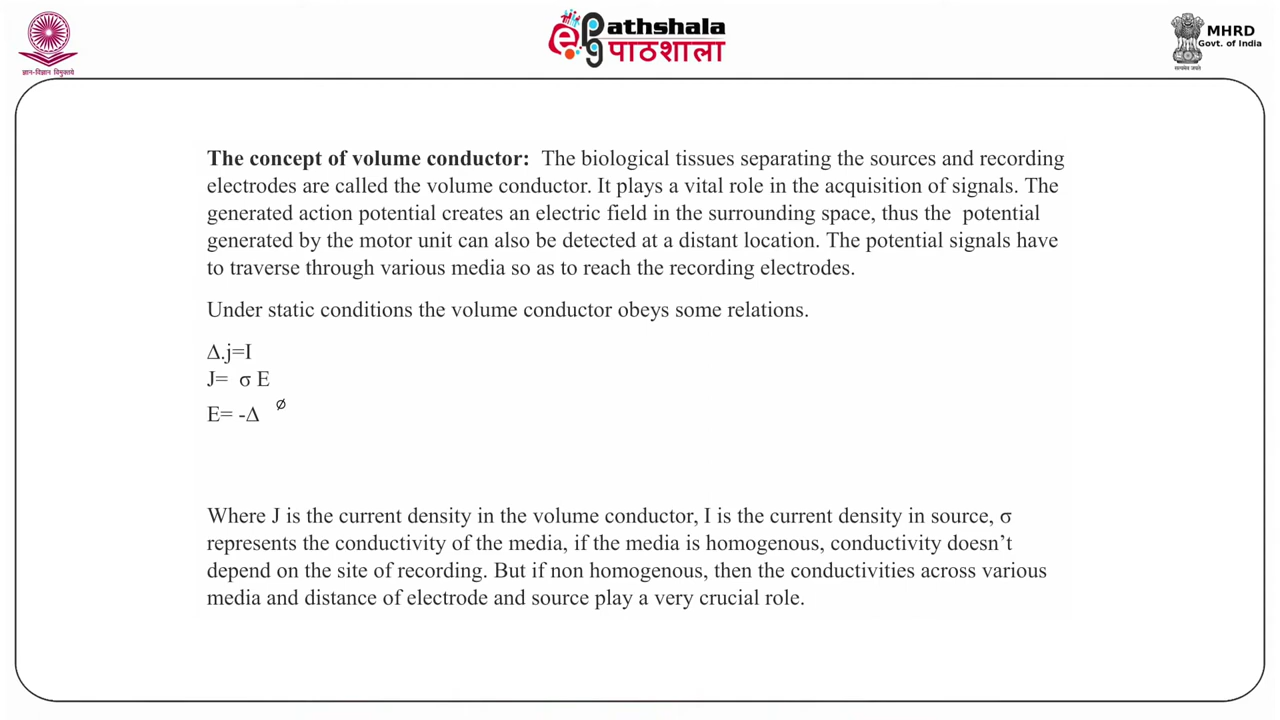 ज्ञान-विज्ञान विमुक्तये
Pathshala
पाठशाला
MHRD
Govt. of India
सत्यमेव जयते
The concept of volume conductor: The biological tissues separating the sources and recording
electrodes are called the volume conductor. It plays a vital role in the acquisition of signals. The
generated action potential creates an electric field in the surrounding space, thus the potential
generated by the motor unit can also be detected at a distant location. The potential signals have
to traverse through various media so as to reach the recording electrodes.
Under static conditions the volume conductor obeys some relations.
Δ.j=I
J= σ E
E= -Δ ∅
Where J is the current density in the volume conductor, I is the current density in source, σ
represents the conductivity of the media, if the media is homogenous, conductivity doesn’t
depend on the site of recording. But if non homogenous, then the conductivities across various
media and distance of electrode and source play a very crucial role.